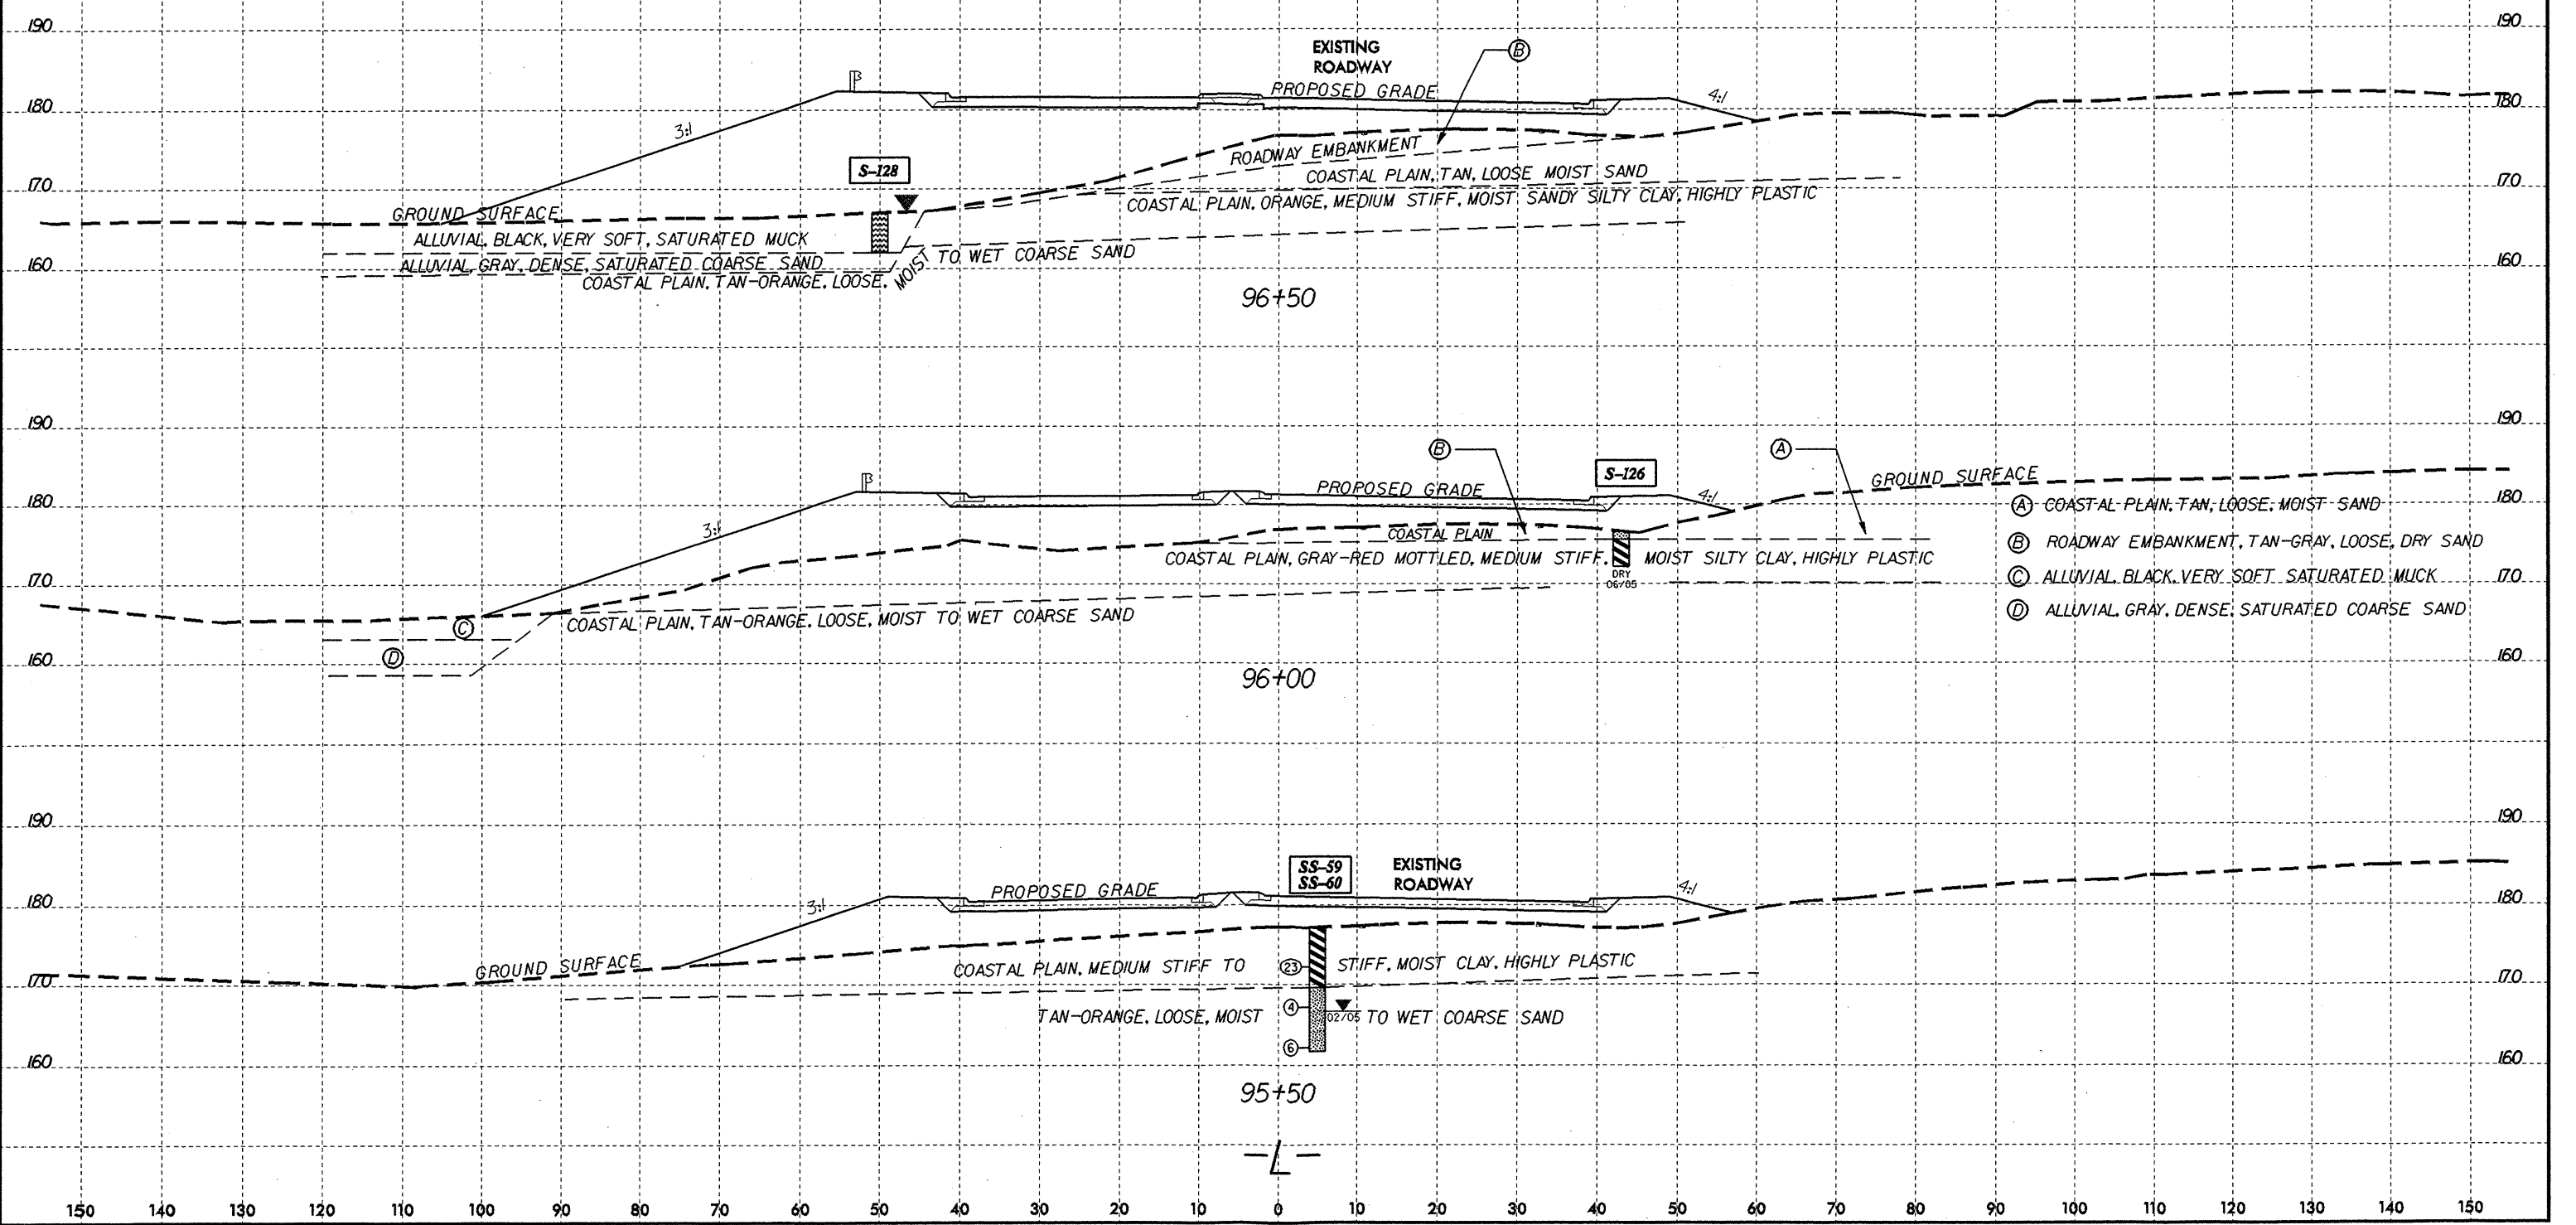 190 190
EXISTING
ROADWAY
B
PROPOSED GRADE
180 180
3:1
4:1
S-128
ROADWAY EMBANKMENT
COASTAL PLAIN, TAN, LOOSE MOIST SAND
170 170
COASTAL PLAIN, ORANGE, MEDIUM STIFF, MOIST SANDY SILTY CLAY, HIGHLY PLASTIC
GROUND SURFACE
ALLUVIAL, BLACK, VERY SOFT, SATURATED MUCK
ALLUVIAL, GRAY, DENSE, SATURATED COARSE SAND
160 160
COASTAL PLAIN, TAN-ORANGE, LOOSE, MOIST TO WET COARSE SAND
96+50
190 190
B
S-126
A
GROUND SURFACE
PROPOSED GRADE
4:1
180 180
A COASTAL PLAIN, TAN, LOOSE, MOIST SAND
3:1
COASTAL PLAIN
B ROADWAY EMBANKMENT, TAN-GRAY, LOOSE, DRY SAND
COASTAL PLAIN, GRAY-RED MOTTLED, MEDIUM STIFF, MOIST SILTY CLAY, HIGHLY PLASTIC
DRY
06/05
170 170
C ALLUVIAL, BLACK, VERY SOFT SATURATED MUCK
D ALLUVIAL, GRAY, DENSE, SATURATED COARSE SAND
COASTAL PLAIN, TAN-ORANGE, LOOSE, MOIST TO WET COARSE SAND
C
D
160 160
96+00
190 190
SS-59
SS-60
EXISTING
ROADWAY
PROPOSED GRADE
4:1
3:1
180 180
GROUND SURFACE
COASTAL PLAIN, MEDIUM STIFF TO 23 STIFF, MOIST CLAY, HIGHLY PLASTIC
170 170
4
TAN-ORANGE, LOOSE, MOIST 02/05 TO WET COARSE SAND
6
160 160
95+50
-L-
150 140 130 120 110 100 90 80 70 60 50 40 30 20 10 0 10 20 30 40 50 60 70 80 90 100 110 120 130 140 150